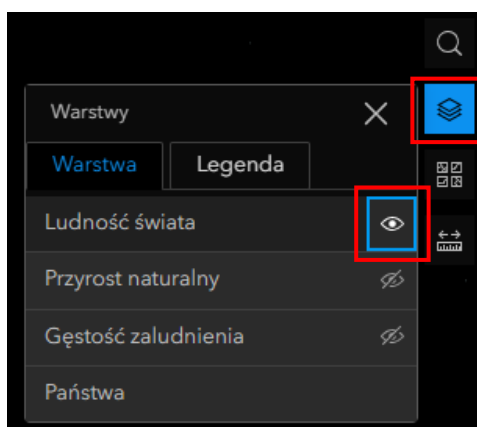 Warstwy
Warstwa Legenda
Ludność świata
Przyrost naturalny
Gęstość zaludnienia
Państwa